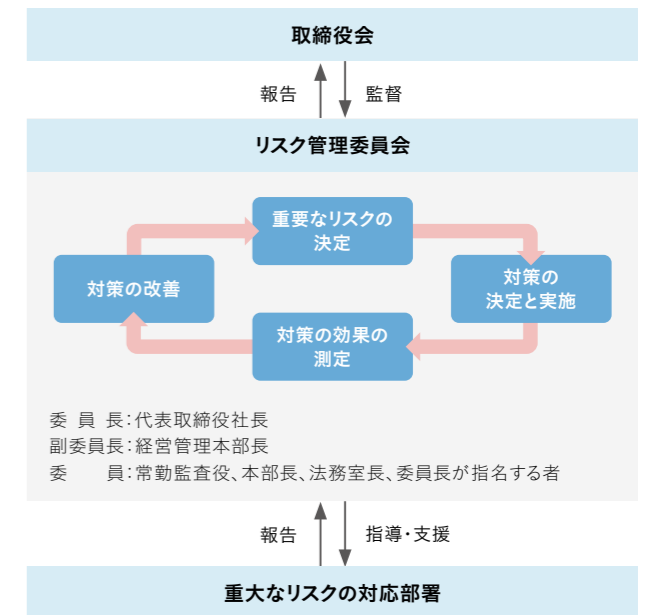 取締役会
報告
監督
リスク管理委員会
重要なリスクの
決定
対策の改善
対策の
決定と実施
対策の効果の
測定
委員長:代表取締役社長
副委員長:経営管理本部長
委　　員:常勤監査役、本部長、法務室長、委員長が指名する者
報告
指導・支援
重大なリスクの対応部署